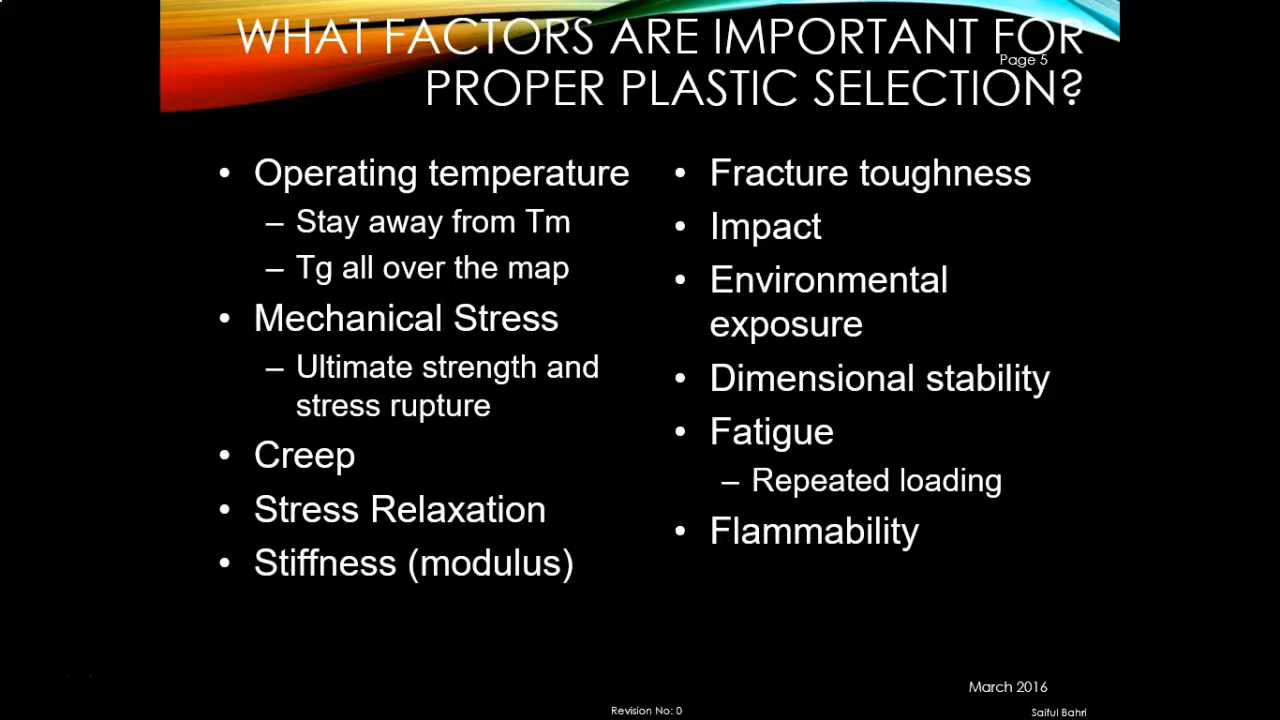 WHAT FACTORS ARE IMPORTANT FOR
Page 5
PROPER PLASTIC SELECTION?
• Operating temperature
– Stay away from Tm
– Tg all over the map
• Mechanical Stress
– Ultimate strength and
stress rupture
• Creep
• Stress Relaxation
• Stiffness (modulus)
• Fracture toughness
• Impact
• Environmental
exposure
• Dimensional stability
• Fatigue
– Repeated loading
• Flammability
March 2016
Revision No: 0
Saiful Bahri